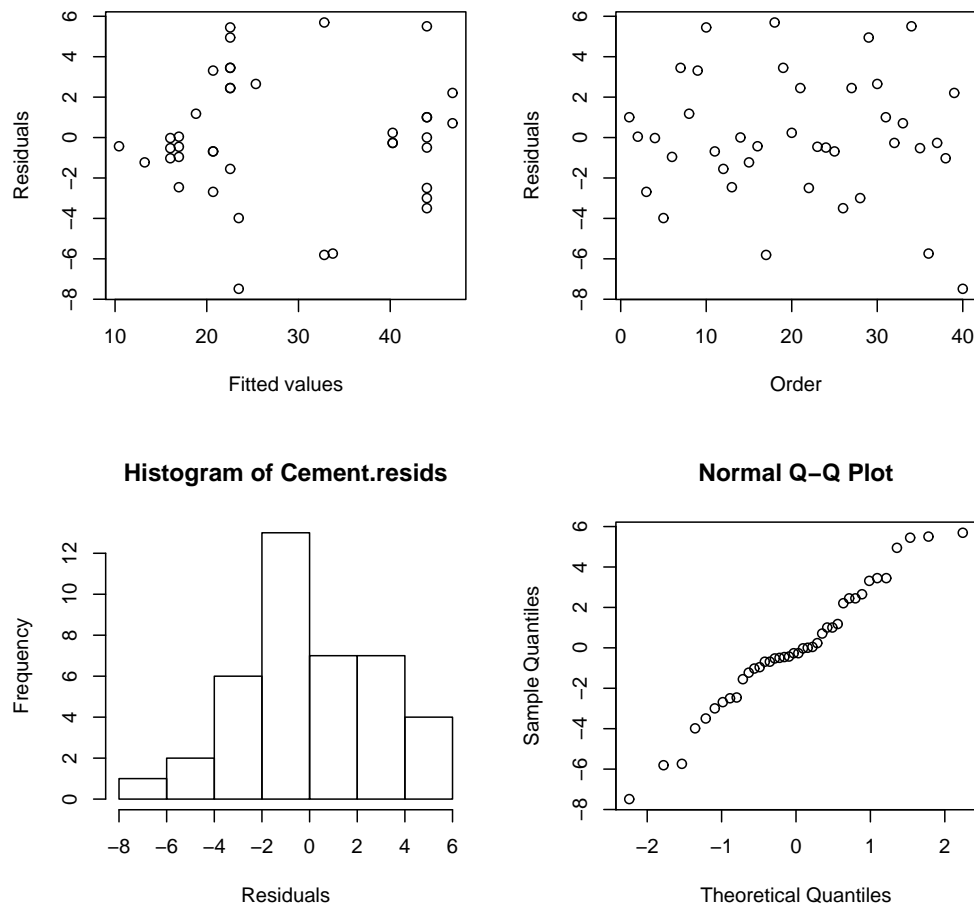 6
4
2
0
−2
−4
−6
−8
Residuals
10 20 30 40
Fitted values
6
4
2
0
−2
−4
−6
−8
Residuals
0 10 20 30 40
Order
Histogram of Cement.resids
12
10
8
6
4
2
0
Frequency
−8 −6 −4 −2 0 2 4 6
Residuals
Normal Q−Q Plot
6
4
2
0
−2
−4
−6
−8
Sample Quantiles
−2 −1 0 1 2
Theoretical Quantiles